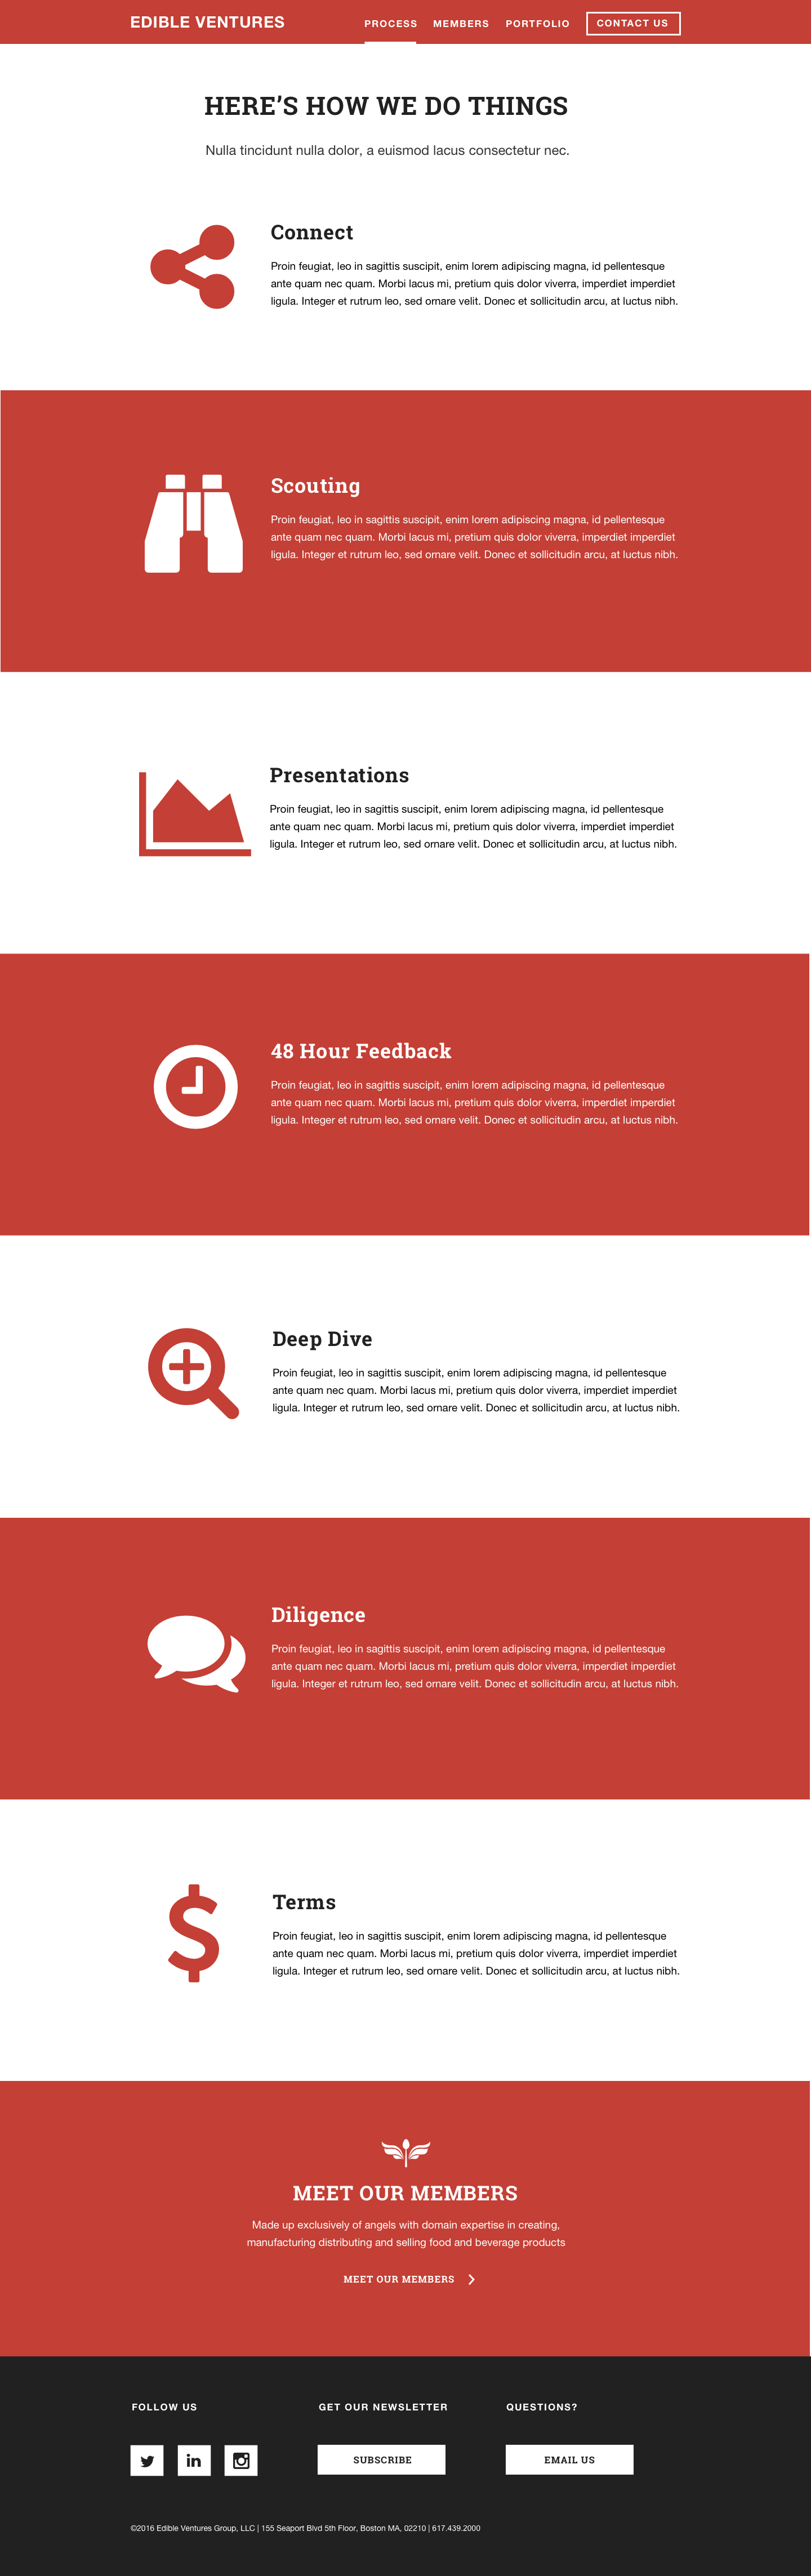 EDIBLE VENTURES PROCESS MEMBERS PORTFOLIO CONTACT US
HERE’S HOW WE DO THINGS
Nulla tincidunt nulla dolor, a euismod lacus consectetur nec.
Connect
Proin feugiat, leo in sagittis suscipit, enim lorem adipiscing magna, id pellentesque
ante quam nec quam. Morbi lacus mi, pretium quis dolor viverra, imperdiet imperdiet
ligula. Integer et rutrum leo, sed ornare velit. Donec et sollicitudin arcu, at luctus nibh.
Scouting
Proin feugiat, leo in sagittis suscipit, enim lorem adipiscing magna, id pellentesque
ante quam nec quam. Morbi lacus mi, pretium quis dolor viverra, imperdiet imperdiet
ligula. Integer et rutrum leo, sed ornare velit. Donec et sollicitudin arcu, at luctus nibh.
Presentations
Proin feugiat, leo in sagittis suscipit, enim lorem adipiscing magna, id pellentesque
ante quam nec quam. Morbi lacus mi, pretium quis dolor viverra, imperdiet imperdiet
ligula. Integer et rutrum leo, sed ornare velit. Donec et sollicitudin arcu, at luctus nibh.
48 Hour Feedback
Proin feugiat, leo in sagittis suscipit, enim lorem adipiscing magna, id pellentesque
ante quam nec quam. Morbi lacus mi, pretium quis dolor viverra, imperdiet imperdiet
ligula. Integer et rutrum leo, sed ornare velit. Donec et sollicitudin arcu, at luctus nibh.
Deep Dive
Proin feugiat, leo in sagittis suscipit, enim lorem adipiscing magna, id pellentesque
ante quam nec quam. Morbi lacus mi, pretium quis dolor viverra, imperdiet imperdiet
ligula. Integer et rutrum leo, sed ornare velit. Donec et sollicitudin arcu, at luctus nibh.
Diligence
Proin feugiat, leo in sagittis suscipit, enim lorem adipiscing magna, id pellentesque
ante quam nec quam. Morbi lacus mi, pretium quis dolor viverra, imperdiet imperdiet
ligula. Integer et rutrum leo, sed ornare velit. Donec et sollicitudin arcu, at luctus nibh.
Terms
Proin feugiat, leo in sagittis suscipit, enim lorem adipiscing magna, id pellentesque
ante quam nec quam. Morbi lacus mi, pretium quis dolor viverra, imperdiet imperdiet
ligula. Integer et rutrum leo, sed ornare velit. Donec et sollicitudin arcu, at luctus nibh.
MEET OUR MEMBERS
Made up exclusively of angels with domain expertise in creating,
manufacturing distributing and selling food and beverage products
MEET OUR MEMBERS
FOLLOW US GET OUR NEWSLETTER QUESTIONS?
in SUBSCRIBE EMAIL US
©2016 Edible Ventures Group, LLC | 155 Seaport Blvd 5th Floor, Boston MA, 02210 | 617.439.2000